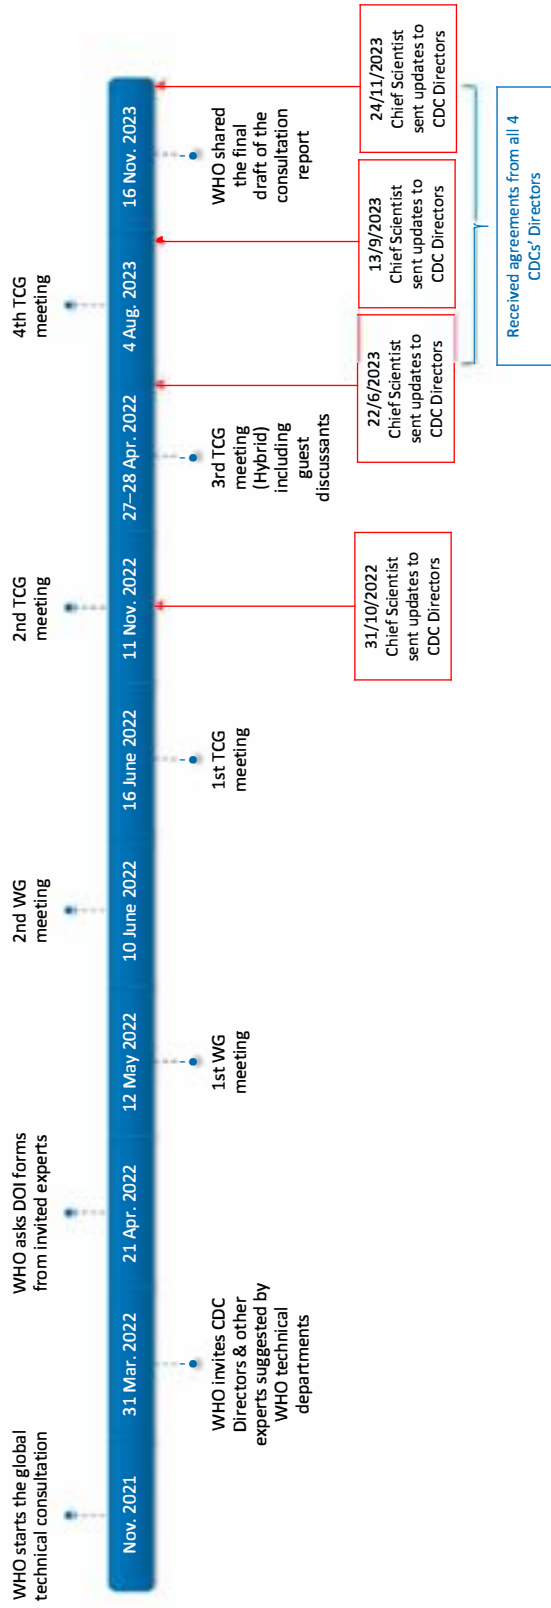 WHO starts the global
technical consultation
WHO asks DOI forms
from invited experts
2nd WG
meeting
2nd TCG
meeting
4th TCG
meeting
Nov. 2021
31 Mar. 2022
21 Apr. 2022
12 May 2022
10 June 2022
16 June 2022
11 Nov. 2022
27–28 Apr. 2022
4 Aug. 2023
16 Nov. 2023
WHO invites CDC
Directors & other
experts suggested by
WHO technical
departments
1st WG
meeting
1st TCG
meeting
3rd TCG
meeting
(Hybrid)
including
guest
discussants
WHO shared
the final
draft of the
consultation
report
31/10/2022
Chief Scientist
sent updates to
CDC Directors
22/6/2023
Chief Scientist
sent updates to
CDC Directors
13/9/2023
Chief Scientist
sent updates to
CDC Directors
24/11/2023
Chief Scientist
sent updates to
CDC Directors
Received agreements from all 4
CDCs’ Directors